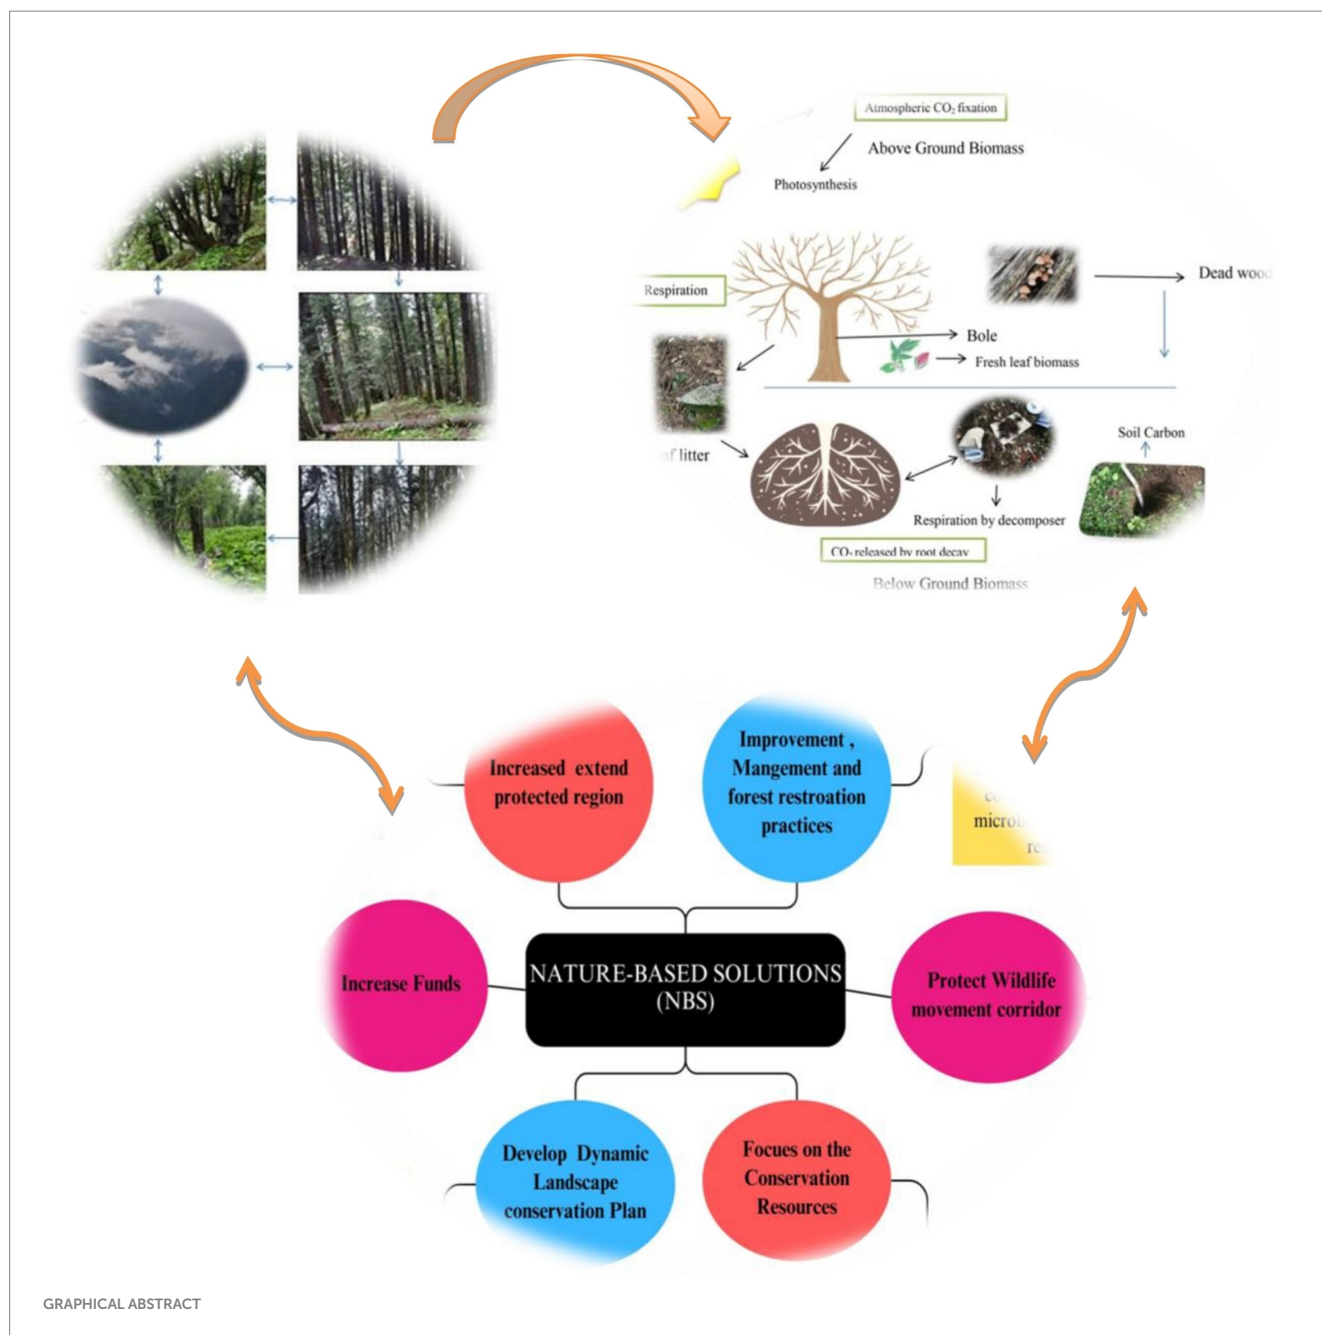 Atmospheric CO₂ fixation
Above Ground Biomass
Photosynthesis
Respiration
Dead wood
Bole
Fresh leaf biomass
Soil Carbon
litter
Respiration by decomposer
CO₂ released by root decay
Below Ground Biomass
Increased extend
protected region
Improvement ,
Mangement and
forest restroation
practices
Increase Funds
NATURE-BASED SOLUTIONS
(NBS)
Protect Wildlife
movement corridor
Develop Dynamic
Landscape
conservation Plan
Focues on the
Conservation
Resources
GRAPHICAL ABSTRACT